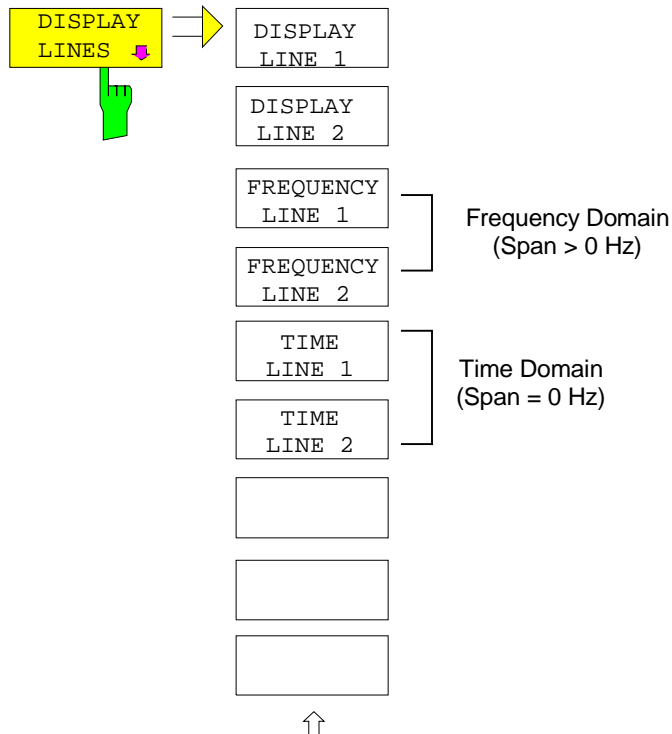 DISPLAY
LINES
DISPLAY
LINE 1
DISPLAY
LINE 2
FREQUENCY
LINE 1
FREQUENCY
LINE 2
Frequency Domain
(Span > 0 Hz)
TIME
LINE 1
TIME
LINE 2
Time Domain
(Span = 0 Hz)